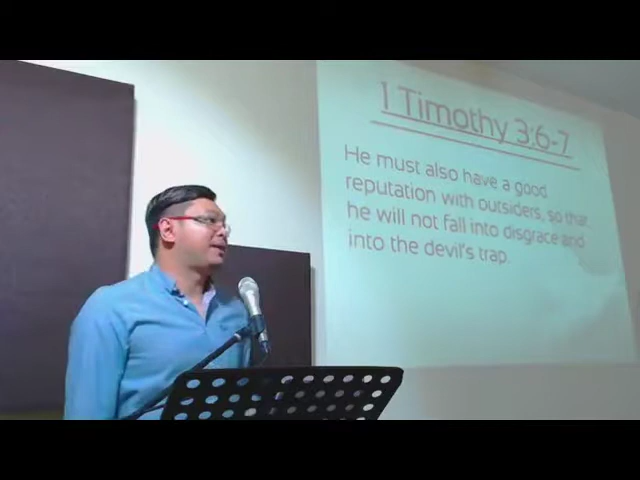 1 Timothy 3:6-7
He must also have a good
reputation with outsiders, so that
he will not fall into disgrace and
into the devil's trap.